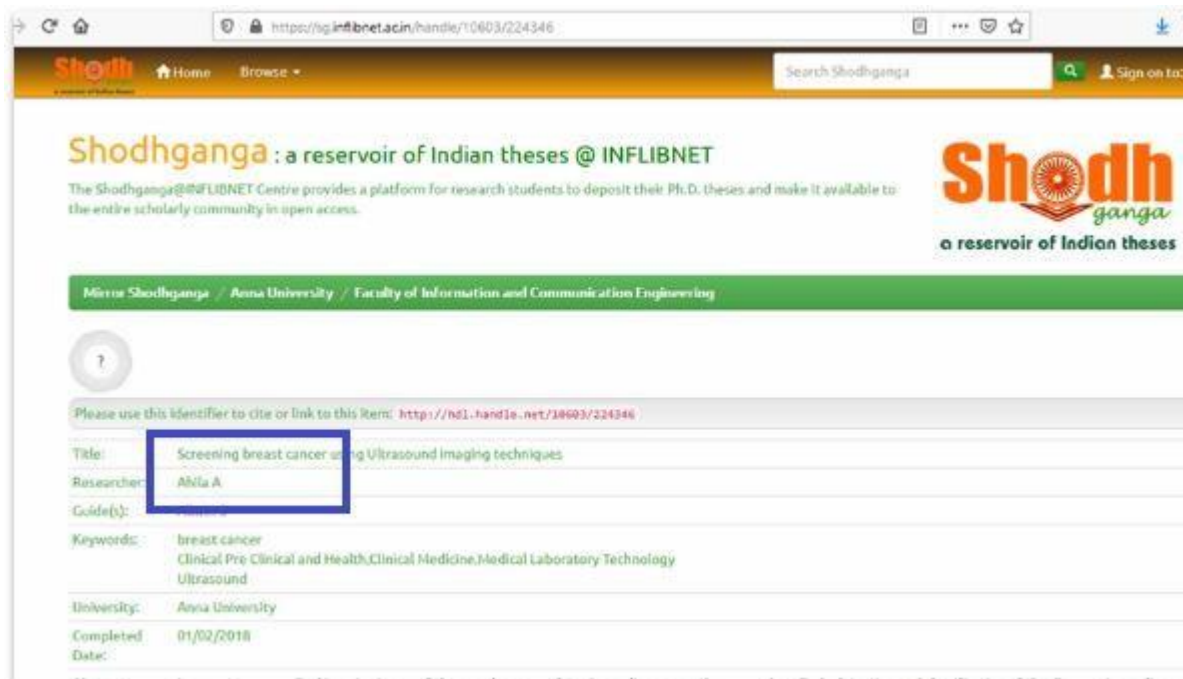 https://sg.inflibnet.ac.in/handle/10603/224346
Shodh
Home Browse
Search Shodhganga
Sign on to:
Shodhganga : a reservoir of Indian theses @ INFLIBNET
The Shodhganga@INFLIBNET Centre provides a platform for research students to deposit their Ph.D. theses and make it available to
the entire scholarly community in open access.
Shodh
ganga
a reservoir of Indian theses
Mirror Shodhganga / Anna University / Faculty of Information and Communication Engineering
?
Please use this identifier to cite or link to this item: http://hdl.handle.net/10603/224346
Title: Screening breast cancer using Ultrasound imaging techniques
Researcher: Ahila A
Guide(s):
Keywords: breast cancer
Clinical Pre Clinical and Health,Clinical Medicine,Medical Laboratory Technology
Ultrasound
University: Anna University
Completed 01/02/2018
Date: